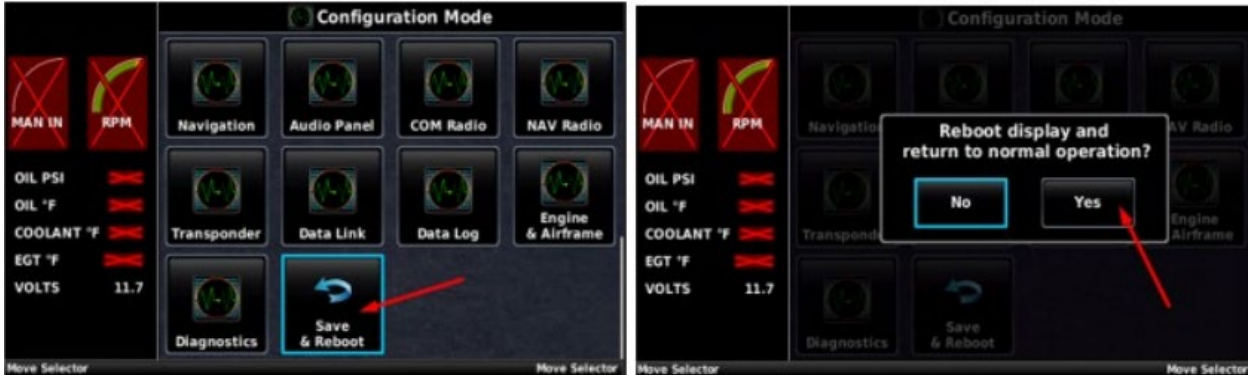 Configuration Mode
MAN IN RPM
Navigation Audio Panel COM Radio NAV Radio
OIL PSI
OIL °F
COOLANT °F
EGT °F
VOLTS 11.7
Transponder Data Link Data Log Engine
& Airframe
Diagnostics Save
& Reboot
Move Selector Move Selector
Configuration Mode
MAN IN RPM
Navigation AV Radio
Reboot display and
return to normal operation?
No Yes
OIL PSI
OIL °F
COOLANT °F
EGT °F
VOLTS 11.7
Transpond Engine
Airframe
Diagnostics Save
& Reboot
Move Selector Move Selector